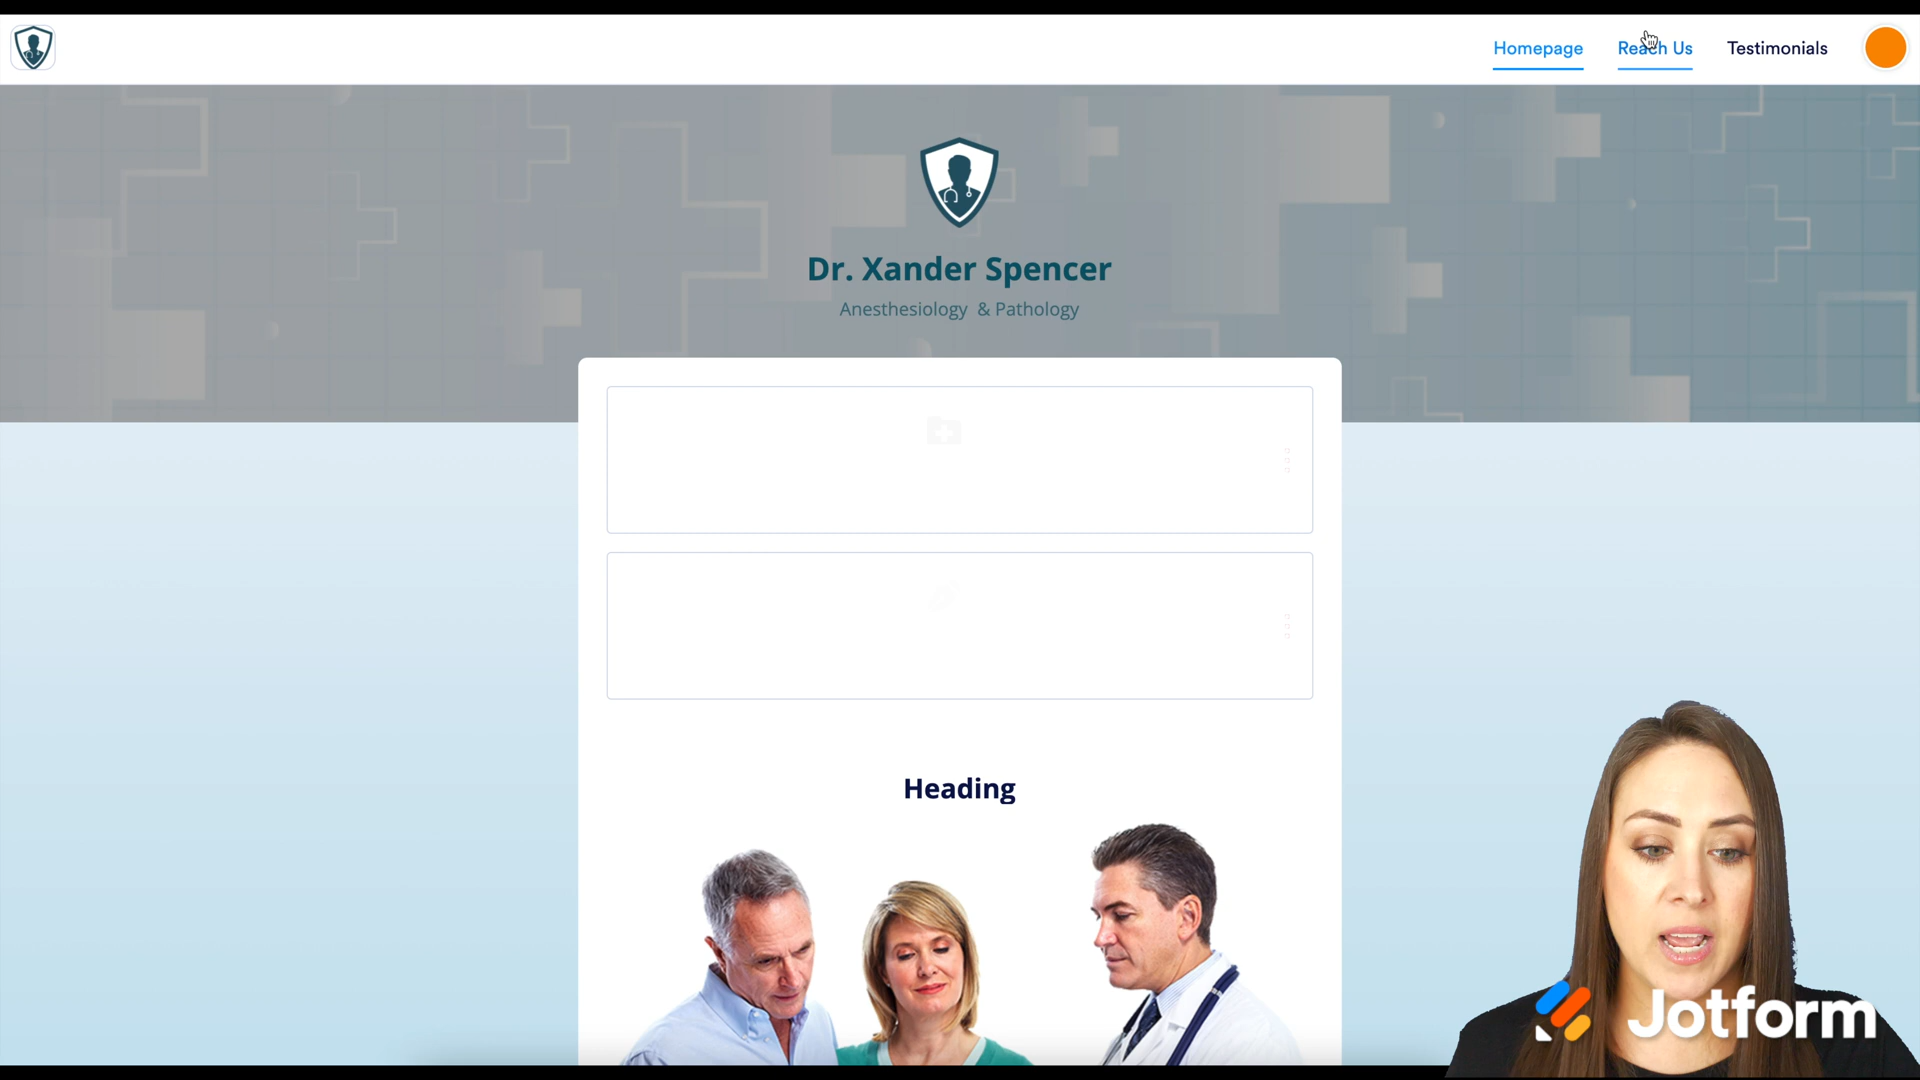 Homepage Reach Us Testimonials
Dr. Xander Spencer
Anesthesiology & Pathology
Heading
Jotform